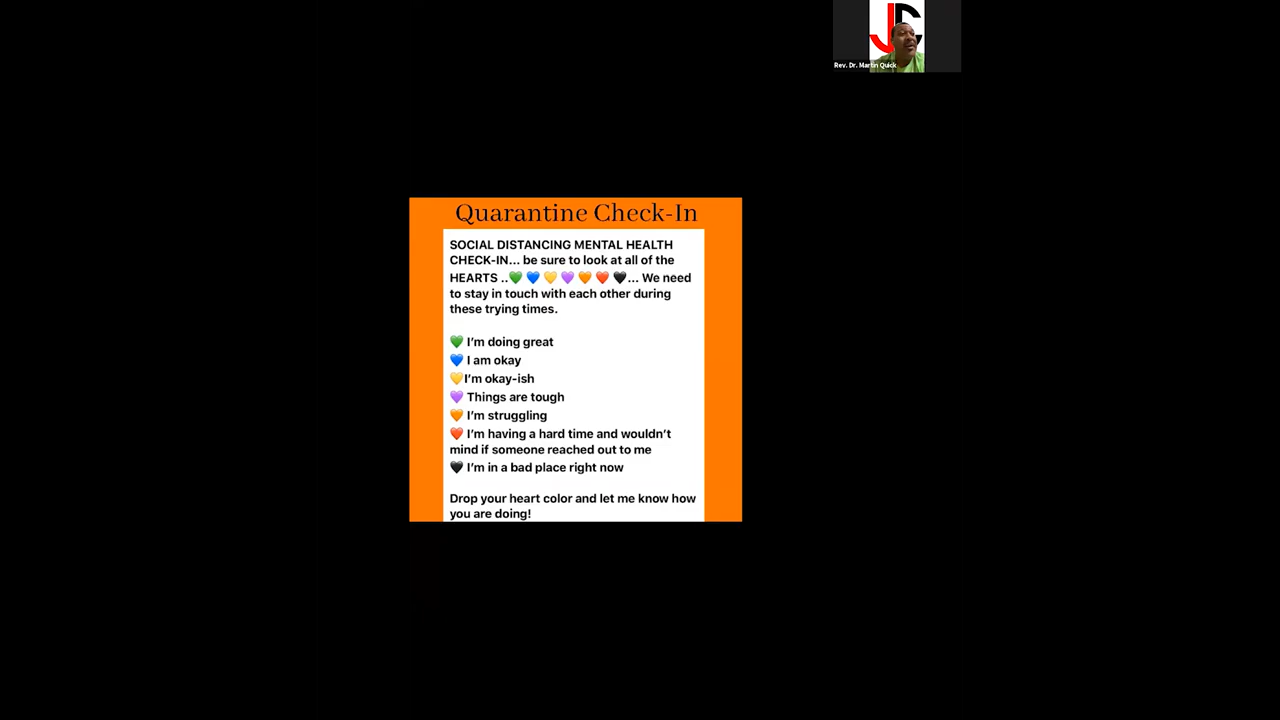 JC
Rev. Dr. Martin Quick
Quarantine Check-In
SOCIAL DISTANCING MENTAL HEALTH
CHECK-IN... be sure to look at all of the
HEARTS ..💚 💙 💛 💜 🧡 ❤️ 🖤... We need
to stay in touch with each other during
these trying times.
💚 I'm doing great
💙 I am okay
💛I'm okay-ish
💜 Things are tough
🧡 I'm struggling
❤️ I'm having a hard time and wouldn't
mind if someone reached out to me
🖤 I'm in a bad place right now
Drop your heart color and let me know how
you are doing!